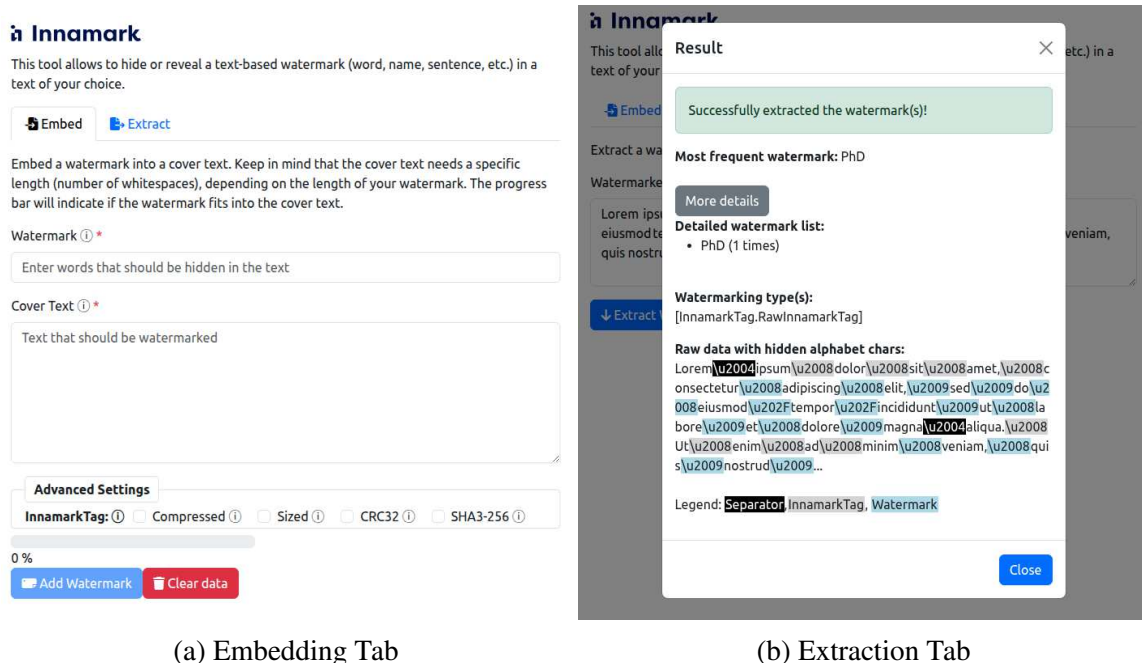 Innamark
This tool allows to hide or reveal a text-based watermark (word, name, sentence, etc.) in a
text of your choice.
Embed
Extract
Embed a watermark into a cover text. Keep in mind that the cover text needs a specific
length (number of whitespaces), depending on the length of your watermark. The progress
bar will indicate if the watermark fits into the cover text.
Watermark ⓘ *
Enter words that should be hidden in the text
Cover Text ⓘ *
Text that should be watermarked
Advanced Settings
InnamarkTag: ⓘ Compressed ⓘ Sized ⓘ CRC32 ⓘ SHA3-256 ⓘ
0 %
Add Watermark
Clear data
(a) Embedding Tab
Innamark
This tool
etc.) in a
text of your
Embed
Extract a
Lorem
veniam,
quis
Extract
Result
Successfully extracted the watermark(s)!
Most frequent watermark: PhD
More details
Detailed watermark list:
• PhD (1 times)
Watermarking type(s):
[InnamarkTag.RawInnamarkTag]
Raw data with hidden alphabet chars:
Lorem\u2004ipsum\u2008dolor\u2008sit\u2008amet,\u2008c
onsectetur\u2008adipiscing\u2008elit,\u2009sed\u2009do\u2
008eiusmod\u202Ftempor\u202Fincididunt\u2009ut\u2008la
bore\u2009et\u2008dolore\u2009magna\u2004aliqua.\u2008
Ut\u2008enim\u2008ad\u2008minim\u2008veniam,\u2008qui
s\u2009nostrud\u2009...
Legend: Separator,InnamarkTag, Watermark
Close
(b) Extraction Tab